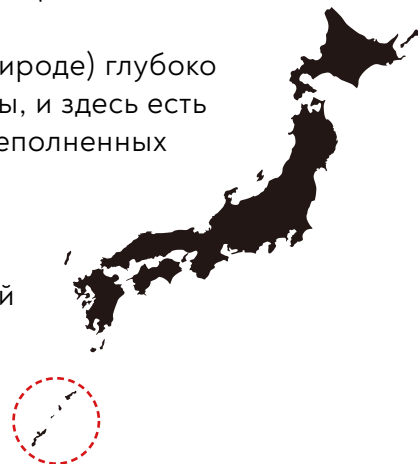 ироде) глубоко
ы, и здесь есть
еполненных
й